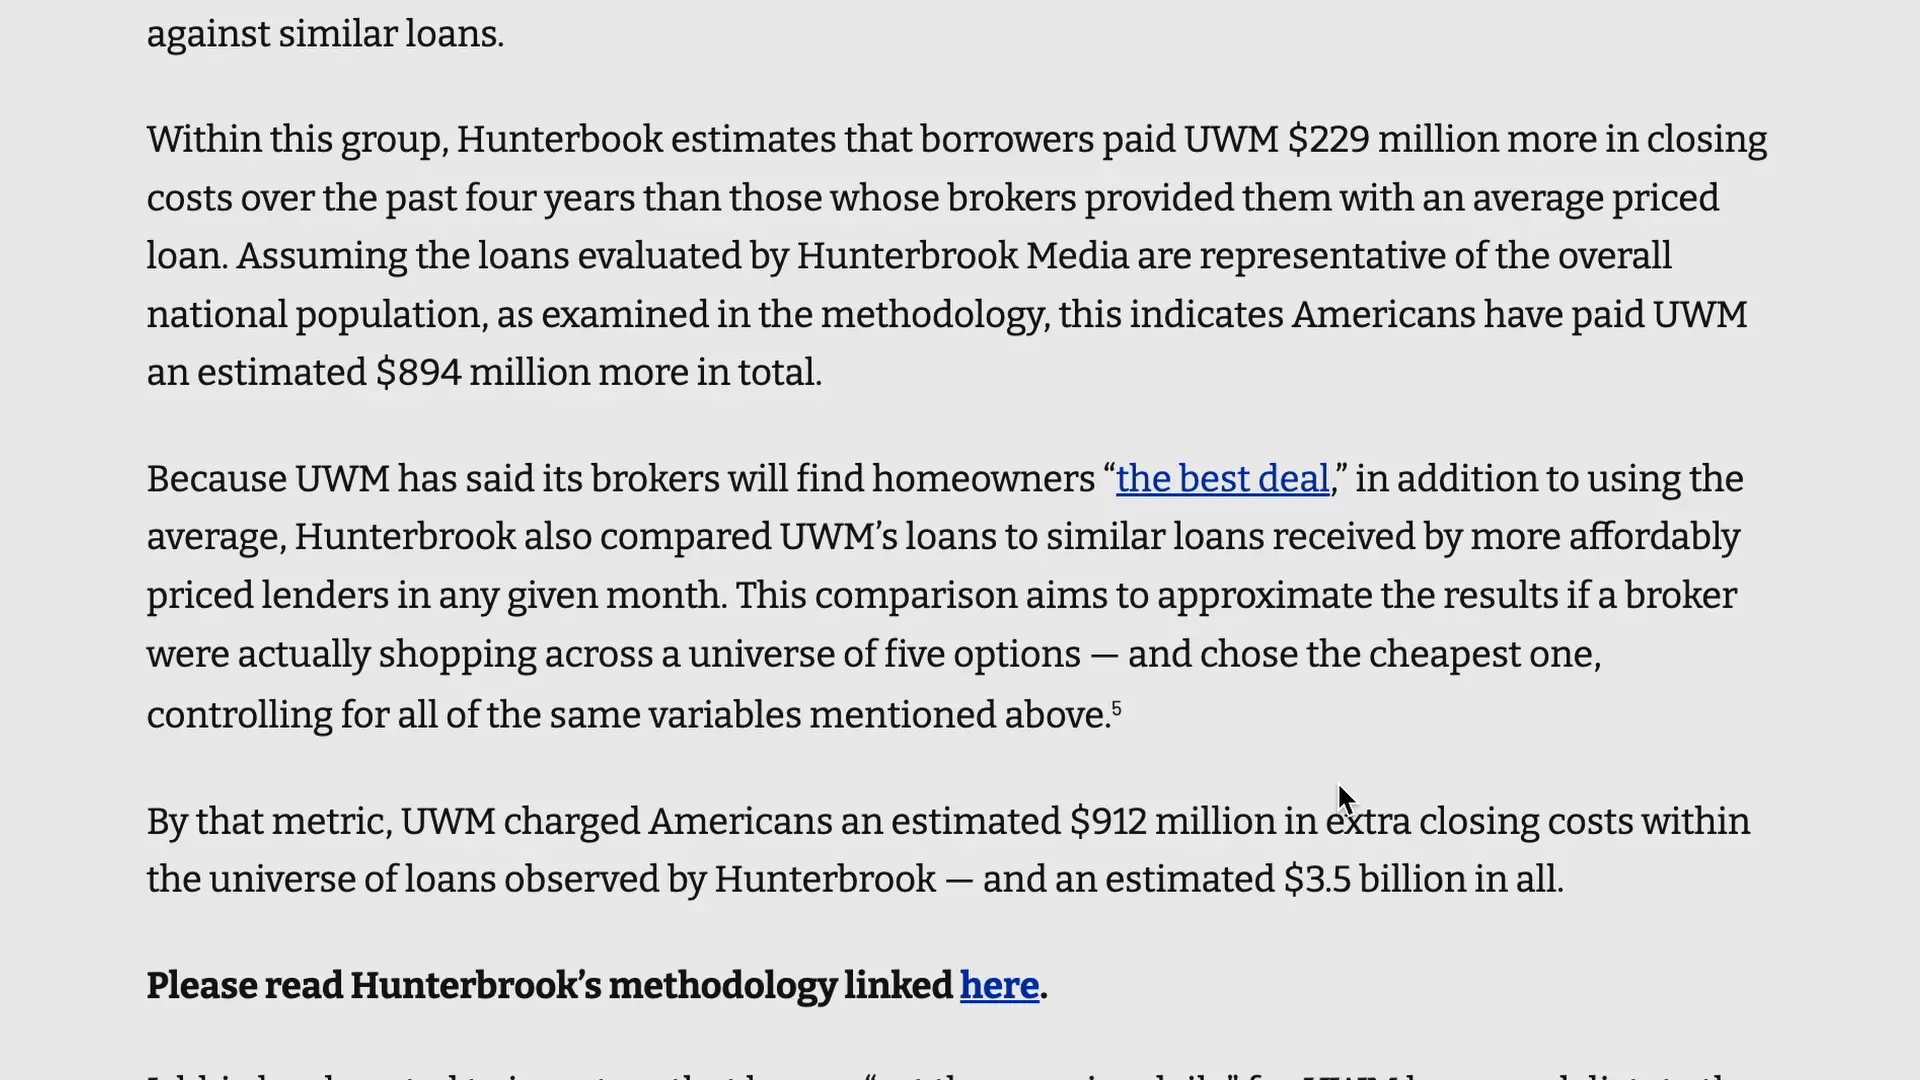 against similar loans.
Within this group, Hunterbook estimates that borrowers paid UWM $229 million more in closing
costs over the past four years than those whose brokers provided them with an average priced
loan. Assuming the loans evaluated by Hunterbrook Media are representative of the overall
national population, as examined in the methodology, this indicates Americans have paid UWM
an estimated $894 million more in total.
Because UWM has said its brokers will find homeowners “the best deal,” in addition to using the
average, Hunterbrook also compared UWM’s loans to similar loans received by more affordably
priced lenders in any given month. This comparison aims to approximate the results if a broker
were actually shopping across a universe of five options — and chose the cheapest one,
controlling for all of the same variables mentioned above.⁵
By that metric, UWM charged Americans an estimated $912 million in extra closing costs within
the universe of loans observed by Hunterbrook — and an estimated $3.5 billion in all.
Please read Hunterbrook’s methodology linked here.